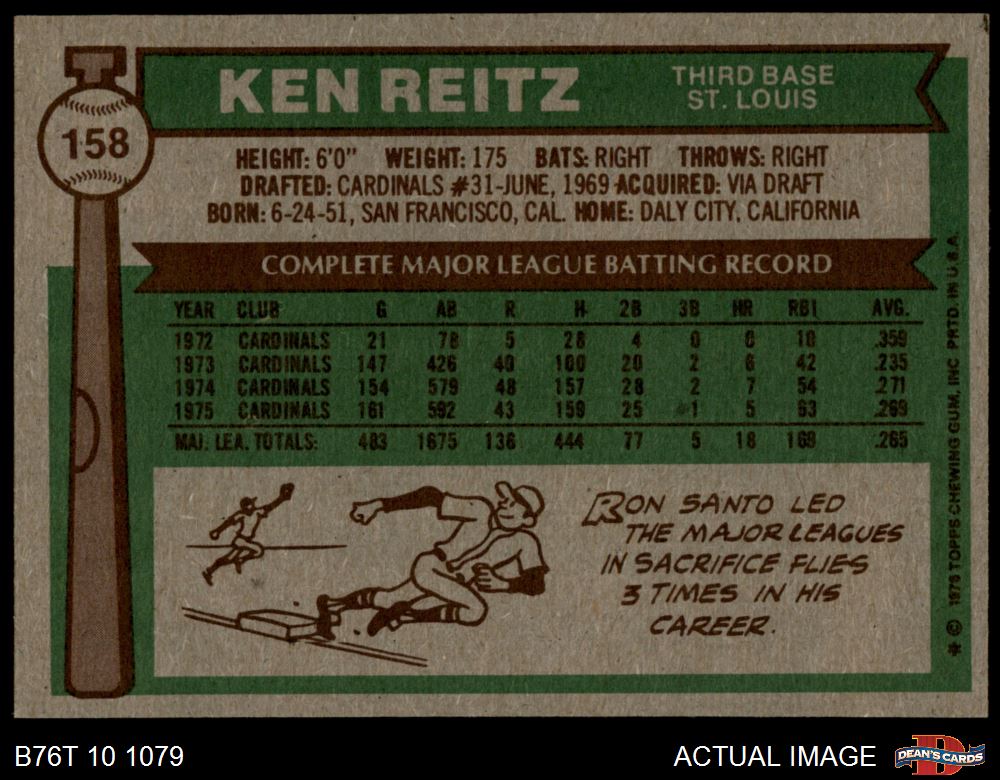 158
KEN REITZ
THIRD BASE
ST. LOUIS
HEIGHT: 6'0" WEIGHT: 175 BATS: RIGHT THROWS: RIGHT
DRAFTED: CARDINALS #31-JUNE, 1969 ACQUIRED: VIA DRAFT
BORN: 6-24-51, SAN FRANCISCO, CAL. HOME: DALY CITY, CALIFORNIA
COMPLETE MAJOR LEAGUE BATTING RECORD
YEAR CLUB G AB R H 2B 3B HR RBI AVG.
1972 CARDINALS 21 78 5 28 4 0 0 10 .359
1973 CARDINALS 147 426 40 100 20 2 6 42 .235
1974 CARDINALS 154 579 48 157 28 2 7 54 .271
1975 CARDINALS 161 592 43 159 25 1 5 63 .269
MAJ. LEA. TOTALS: 483 1675 136 444 77 5 18 169 .265
RON SANTO LED
THE MAJOR LEAGUES
IN SACRIFICE FLIES
3 TIMES IN HIS
CAREER.
* © 1976 TOPPS CHEWING GUM, INC. PRTD. IN U.S.A.
B76T 10 1079
ACTUAL IMAGE
DEAN'S CARDS